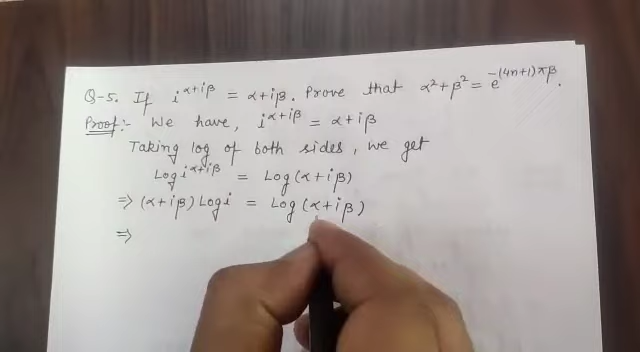 Q-5. If i^{α+iβ} = α+iβ. Prove that α²+β² = e^{-(4n+1)πβ}.
Proof:- We have, i^{α+iβ} = α+iβ
Taking log of both sides, we get
Log i^{α+iβ} = Log(α+iβ)
⇒ (α+iβ) Log i = Log(α+iβ)
⇒